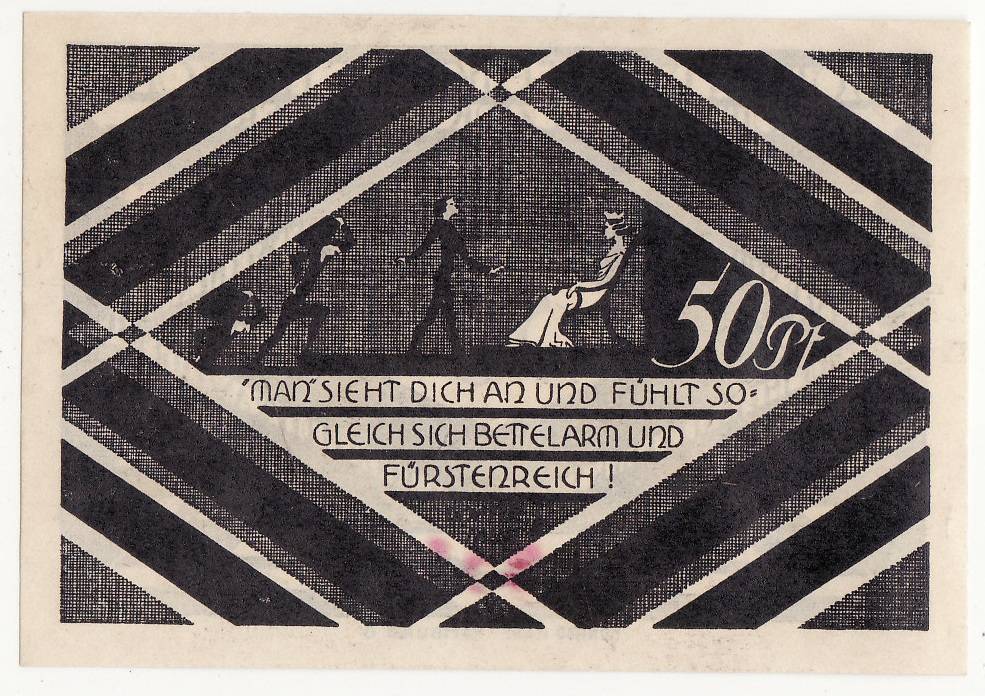 50 Pf
"MAN" SIEHT DICH AN UND FÜHLT SO=
GLEICH SICH BETTELARM UND
FÜRSTENREICH!